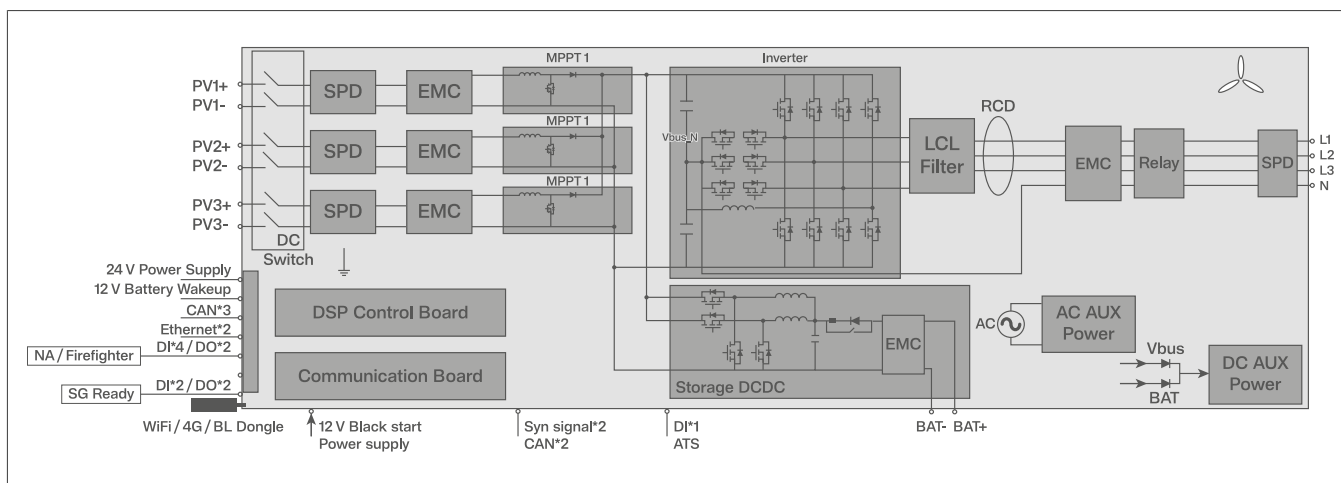 MPPT 1
Inverter
PV1+
PV1-
SPD
EMC
RCD
MPPT 1
Vbus_N
PV2+
PV2-
SPD
EMC
LCL
Filter
EMC
Relay
SPD
L1
L2
L3
N
MPPT 1
PV3+
PV3-
SPD
EMC
DC
Switch
24 V Power Supply
12 V Battery Wakeup
CAN*3
Ethernet*2
NA / Firefighter
DI*4 / DO*2
SG Ready
DI*2 / DO*2
WiFi / 4G / BL Dongle
DSP Control Board
Communication Board
EMC
Storage DCDC
AC
AC AUX
Power
Vbus
BAT
DC AUX
Power
12 V Black start
Power supply
Syn signal*2
CAN*2
DI*1
ATS
BAT-
BAT+